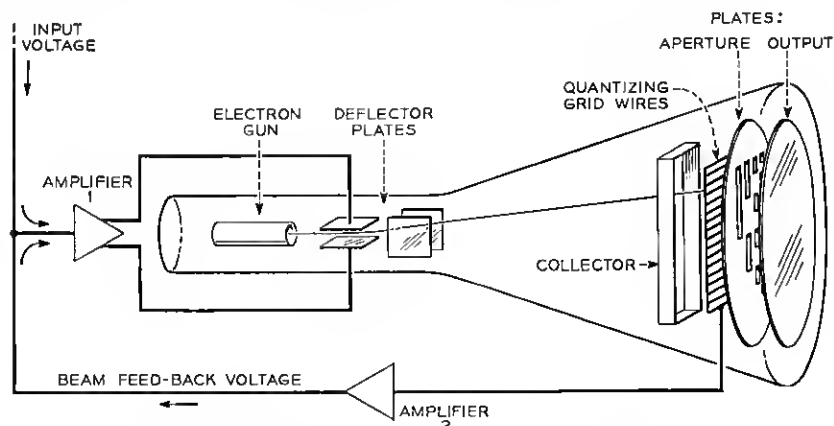 INPUT
VOLTAGE
PLATES:
APERTURE OUTPUT
QUANTIZING
GRID WIRES
ELECTRON
GUN
DEFLECTOR
PLATES
AMPLIFIER
1
COLLECTOR
BEAM FEED-BACK VOLTAGE
AMPLIFIER